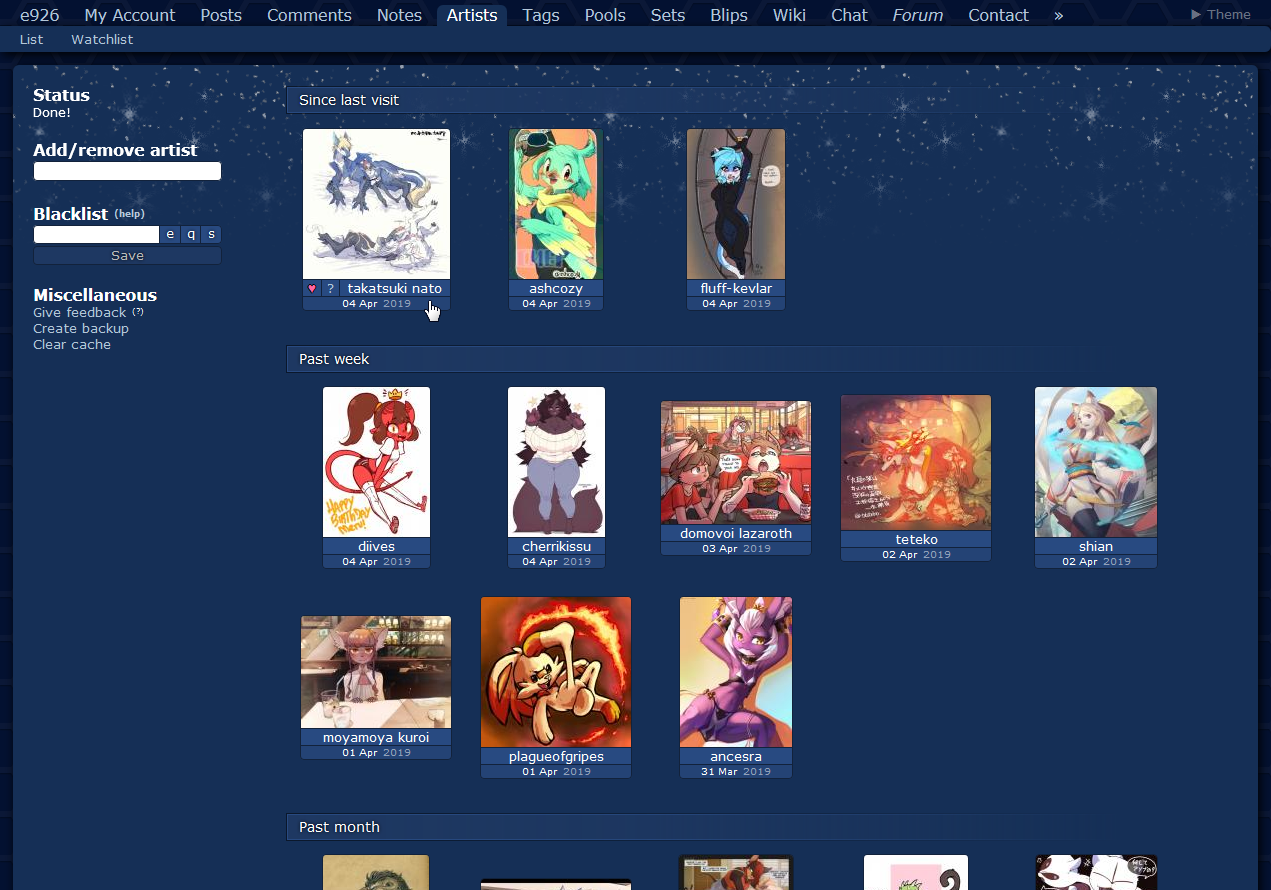 e926 My Account Posts Comments Notes Artists Tags Pools Sets Blips Wiki Chat Forum Contact » ▶ Theme
List Watchlist
Status
Done!
Add/remove artist
Blacklist (help)
e q s
Save
Miscellaneous
Give feedback (?)
Create backup
Clear cache
Since last visit
♥ ? takatsuki nato
04 Apr 2019
ashcozy
04 Apr 2019
fluff-kevlar
04 Apr 2019
Past week
HAPPY
BIRTHDAY
MERU!
diives
04 Apr 2019
cherrikissu
04 Apr 2019
domovoi lazaroth
03 Apr 2019
teteko
02 Apr 2019
shian
02 Apr 2019
moyamoya kuroi
01 Apr 2019
plagueofgripes
01 Apr 2019
ancesra
31 Mar 2019
Past month